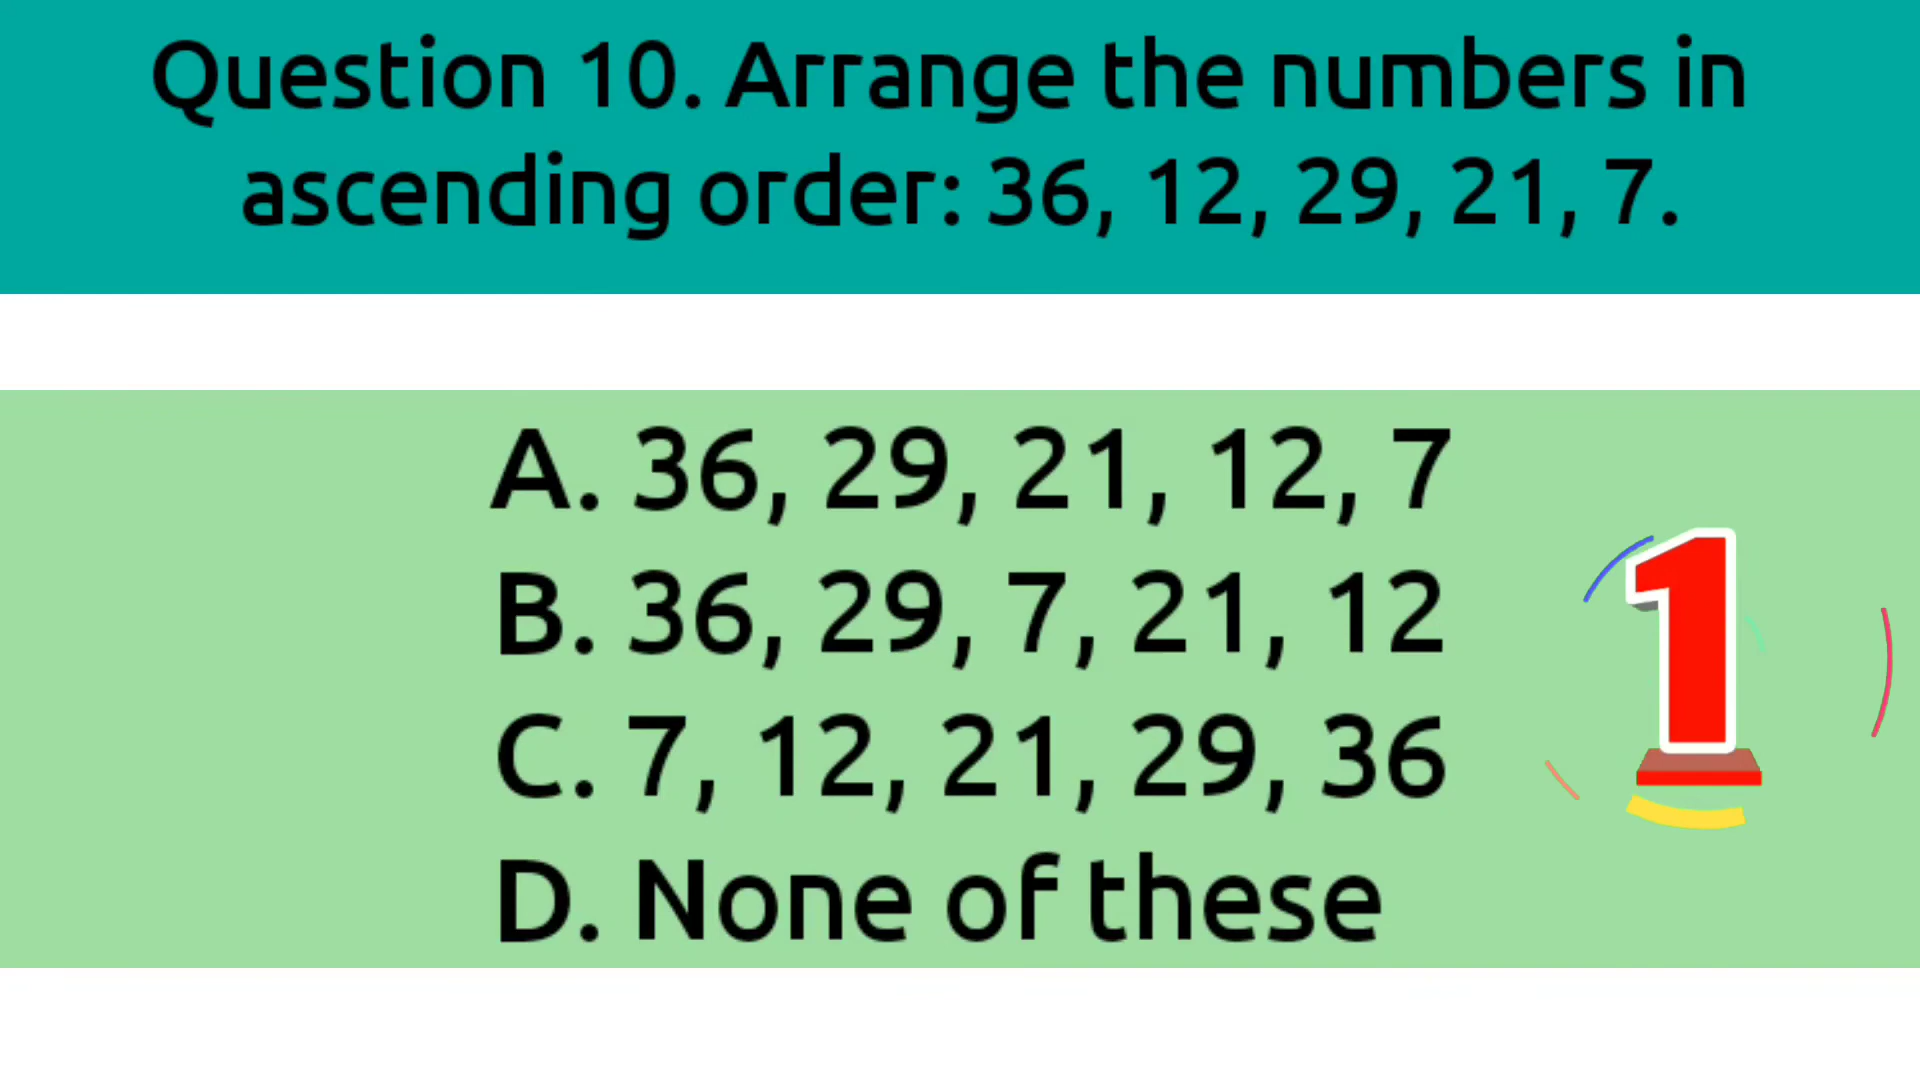 Question 10. Arrange the numbers in
ascending order: 36, 12, 29, 21, 7.
A. 36, 29, 21, 12, 7
B. 36, 29, 7, 21, 12
C. 7, 12, 21, 29, 36
D. None of these
1